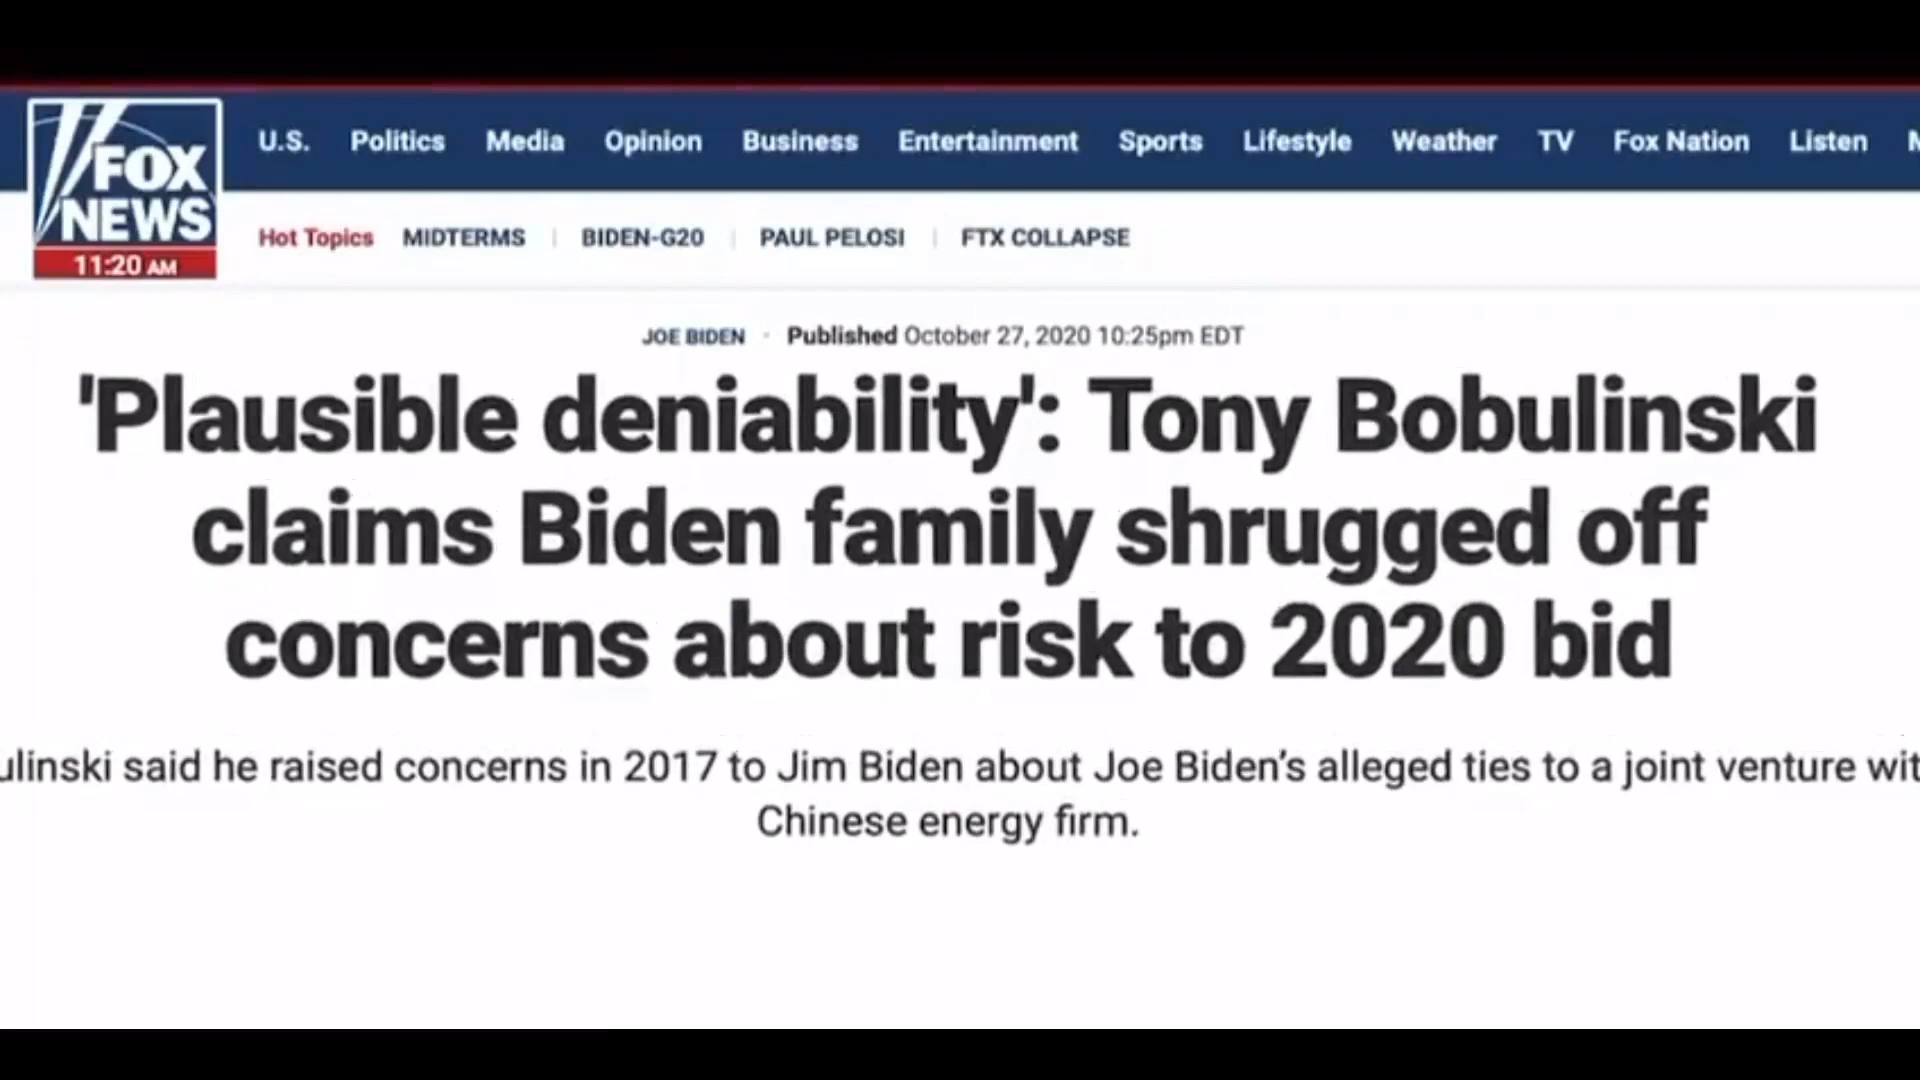 U.S. Politics Media Opinion Business Entertainment Sports Lifestyle Weather TV Fox Nation Listen
FOX
NEWS
11:20 AM
Hot Topics MIDTERMS BIDEN-G20 PAUL PELOSI FTX COLLAPSE
JOE BIDEN · Published October 27, 2020 10:25pm EDT
'Plausible deniability': Tony Bobulinski
claims Biden family shrugged off
concerns about risk to 2020 bid
ulinski said he raised concerns in 2017 to Jim Biden about Joe Biden's alleged ties to a joint venture wit
Chinese energy firm.